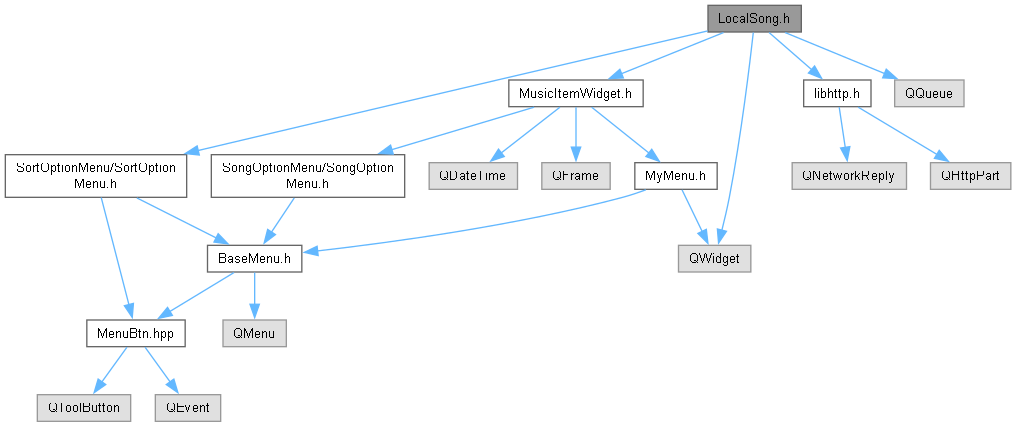 LocalSong.h
MusicItemWidget.h
libhttp.h
QQueue
SortOptionMenu/SortOption
Menu.h
SongOptionMenu/SongOption
Menu.h
QDateTime
QFrame
MyMenu.h
QNetworkReply
QHttpPart
BaseMenu.h
QWidget
MenuBtn.hpp
QMenu
QToolButton
QEvent